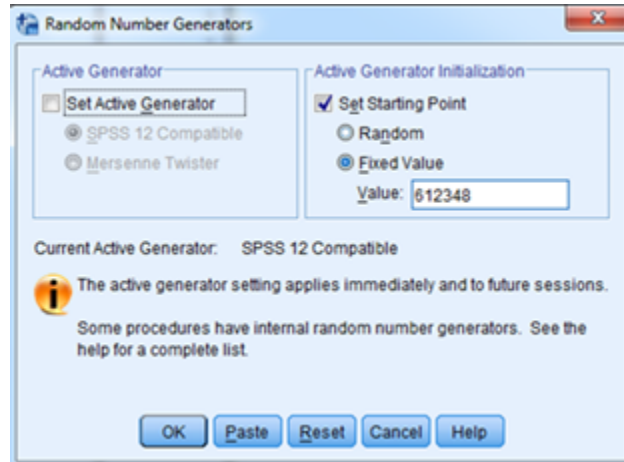 Random Number Generators
Active Generator
Set Active Generator
SPSS 12 Compatible
Mersenne Twister
Active Generator Initialization
Set Starting Point
Random
Fixed Value
Value: 612348
Current Active Generator: SPSS 12 Compatible
The active generator setting applies immediately and to future sessions.
Some procedures have internal random number generators. See the
help for a complete list.
OK Paste Reset Cancel Help